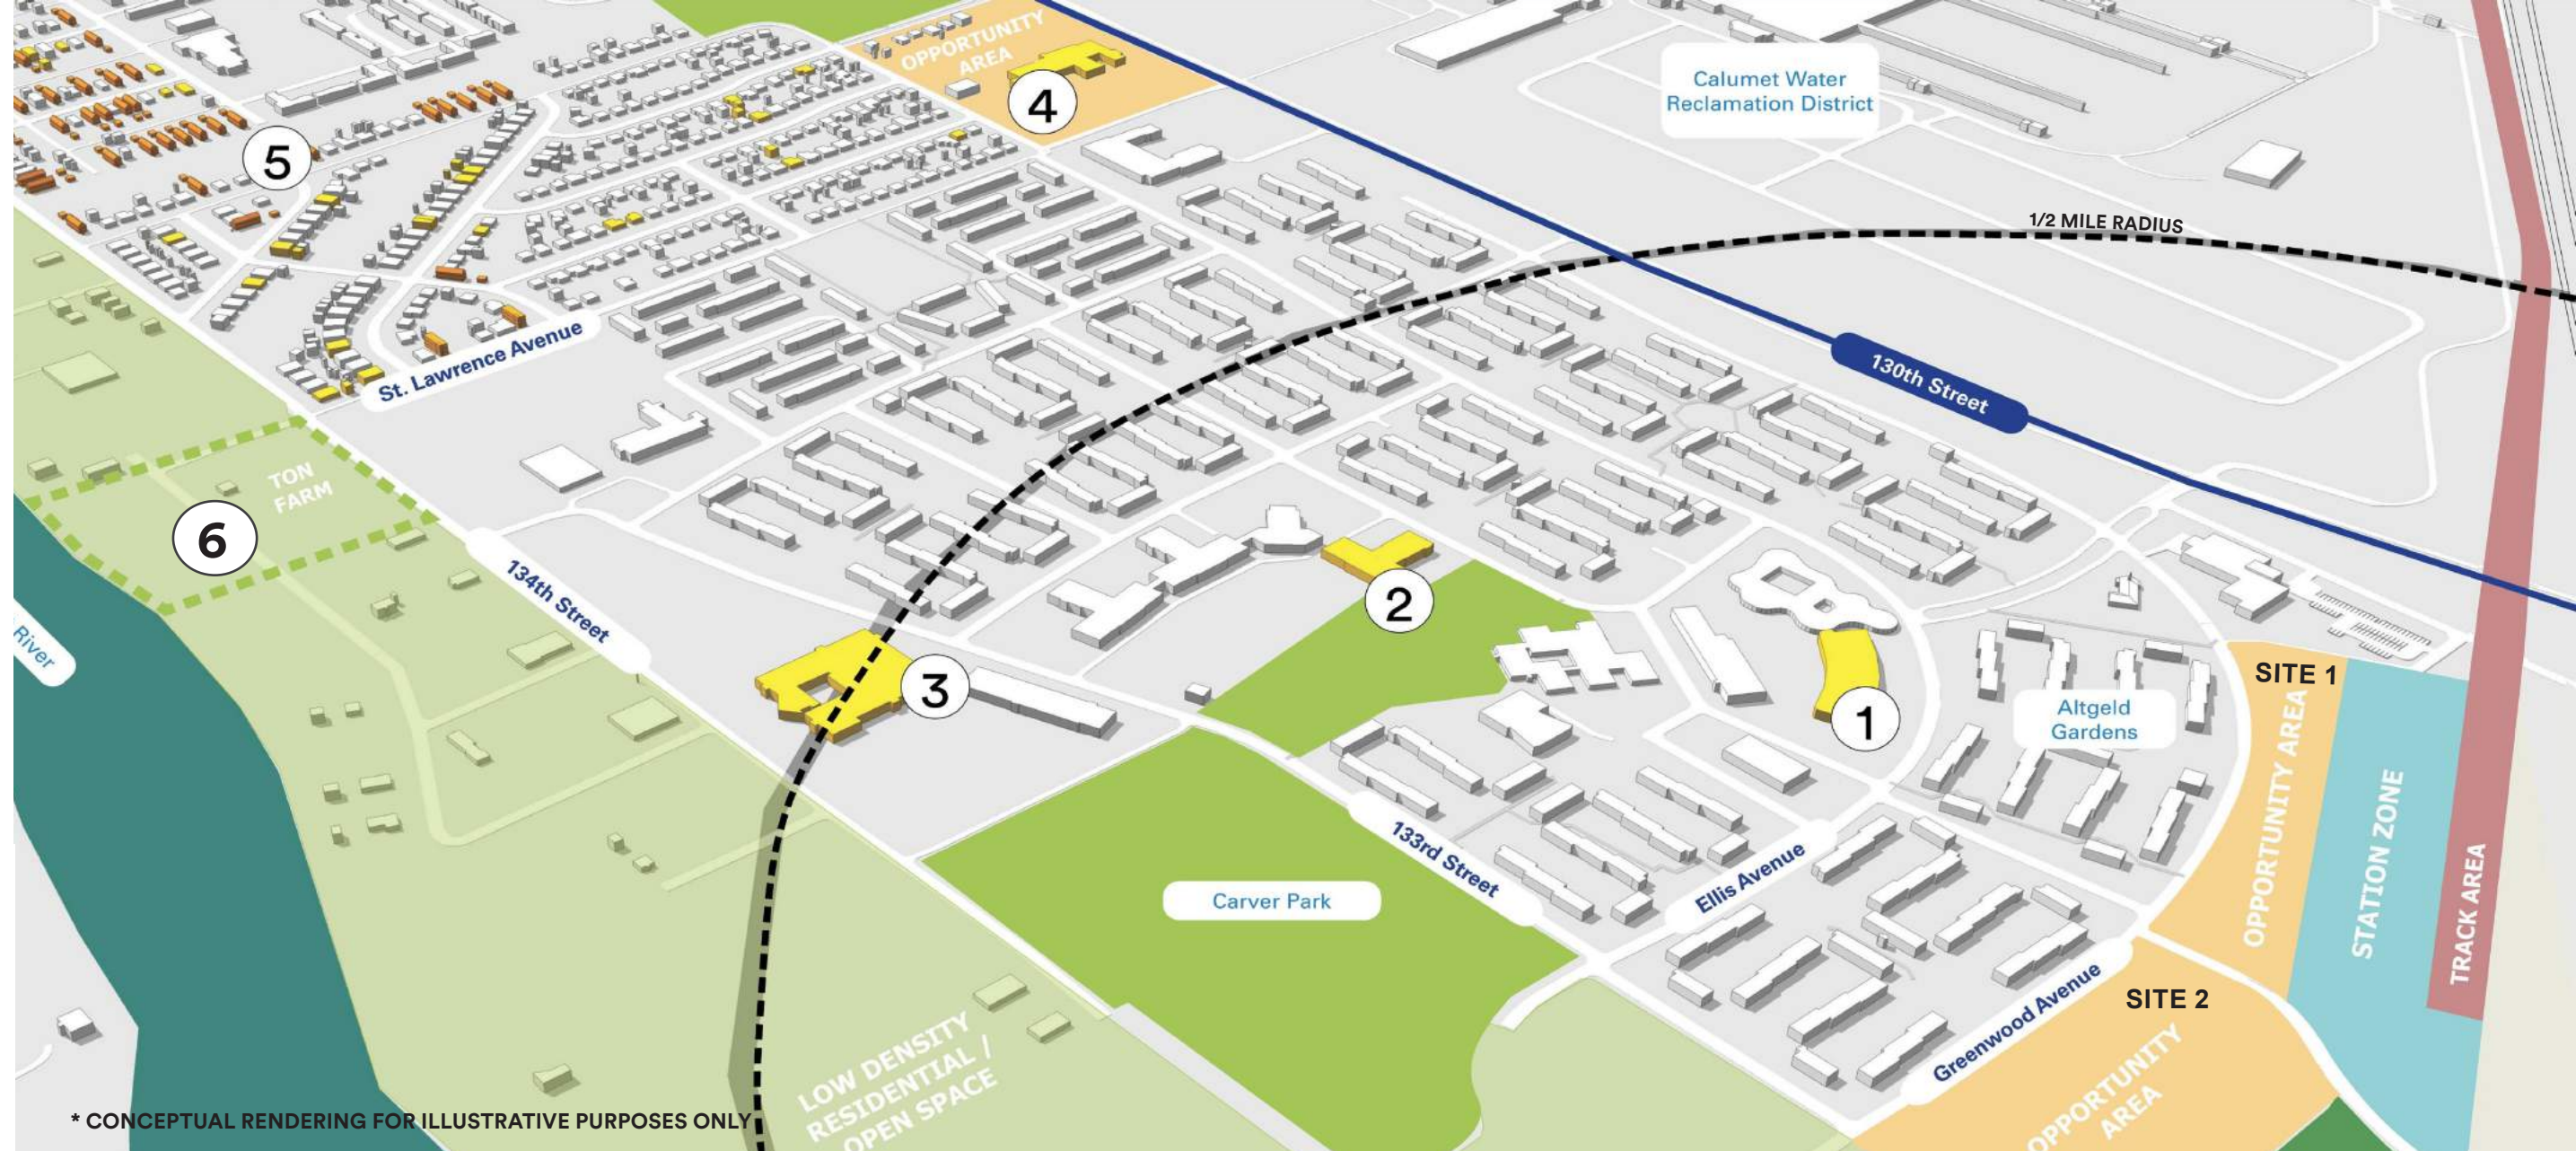 OPPORTUNITY
AREA
4
Calumet Water
Reclamation District
5
1/2 MILE RADIUS
St. Lawrence Avenue
130th Street
TON
FARM
6
134th Street
River
2
3
1
SITE 1
Altgeld
Gardens
OPPORTUNITY AREA
STATION ZONE
TRACK AREA
133rd Street
Ellis Avenue
Carver Park
Greenwood Avenue
SITE 2
OPPORTUNITY
AREA
LOW DENSITY
RESIDENTIAL /
OPEN SPACE
* CONCEPTUAL RENDERING FOR ILLUSTRATIVE PURPOSES ONLY